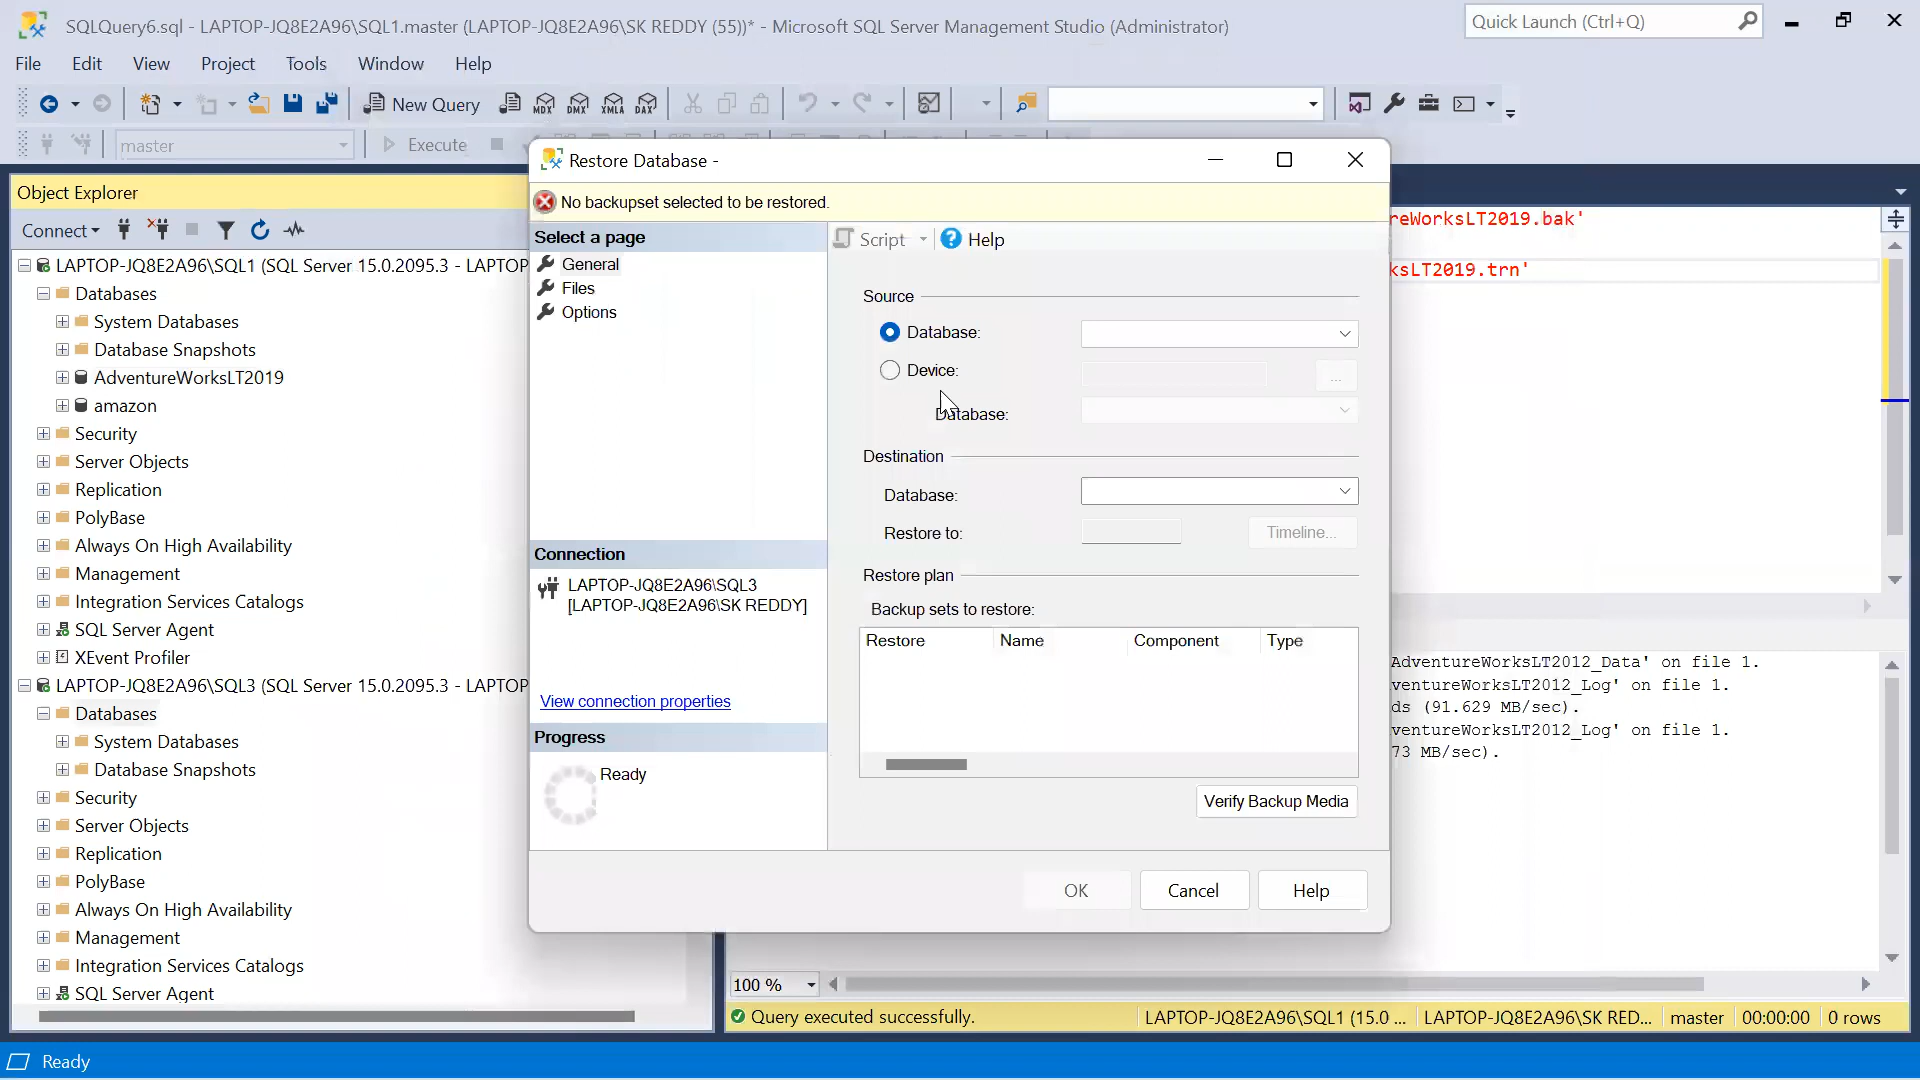 SQLQuery6.sql - LAPTOP-JQ8E2A96\SQL1.master (LAPTOP-JQ8E2A96\SK REDDY (55))* - Microsoft SQL Server Management Studio (Administrator)
Quick Launch (Ctrl+Q)
File Edit View Project Tools Window Help
New Query
MDX DMX XMLA DAX
master
Execute
Object Explorer
Connect
LAPTOP-JQ8E2A96\SQL1 (SQL Server 15.0.2095.3 - LAPTOP
Databases
System Databases
Database Snapshots
AdventureWorksLT2019
amazon
Security
Server Objects
Replication
PolyBase
Always On High Availability
Management
Integration Services Catalogs
SQL Server Agent
XEvent Profiler
LAPTOP-JQ8E2A96\SQL3 (SQL Server 15.0.2095.3 - LAPTOP
Databases
System Databases
Database Snapshots
Security
Server Objects
Replication
PolyBase
Always On High Availability
Management
Integration Services Catalogs
SQL Server Agent
Restore Database -
No backupset selected to be restored.
Select a page
General
Files
Options
Connection
LAPTOP-JQ8E2A96\SQL3
[LAPTOP-JQ8E2A96\SK REDDY]
View connection properties
Progress
Ready
Script
Help
Source
Database:
Device:
...
Database:
Destination
Database:
Restore to:
Timeline...
Restore plan
Backup sets to restore:
Restore Name Component Type
Verify Backup Media
OK Cancel Help
reWorksLT2019.bak'
ksLT2019.trn'
AdventureWorksLT2012_Data' on file 1.
ventureWorksLT2012_Log' on file 1.
ds (91.629 MB/sec).
ventureWorksLT2012_Log' on file 1.
73 MB/sec).
100 %
Query executed successfully.
LAPTOP-JQ8E2A96\SQL1 (15.0 ... LAPTOP-JQ8E2A96\SK RED... master 00:00:00 0 rows
Ready